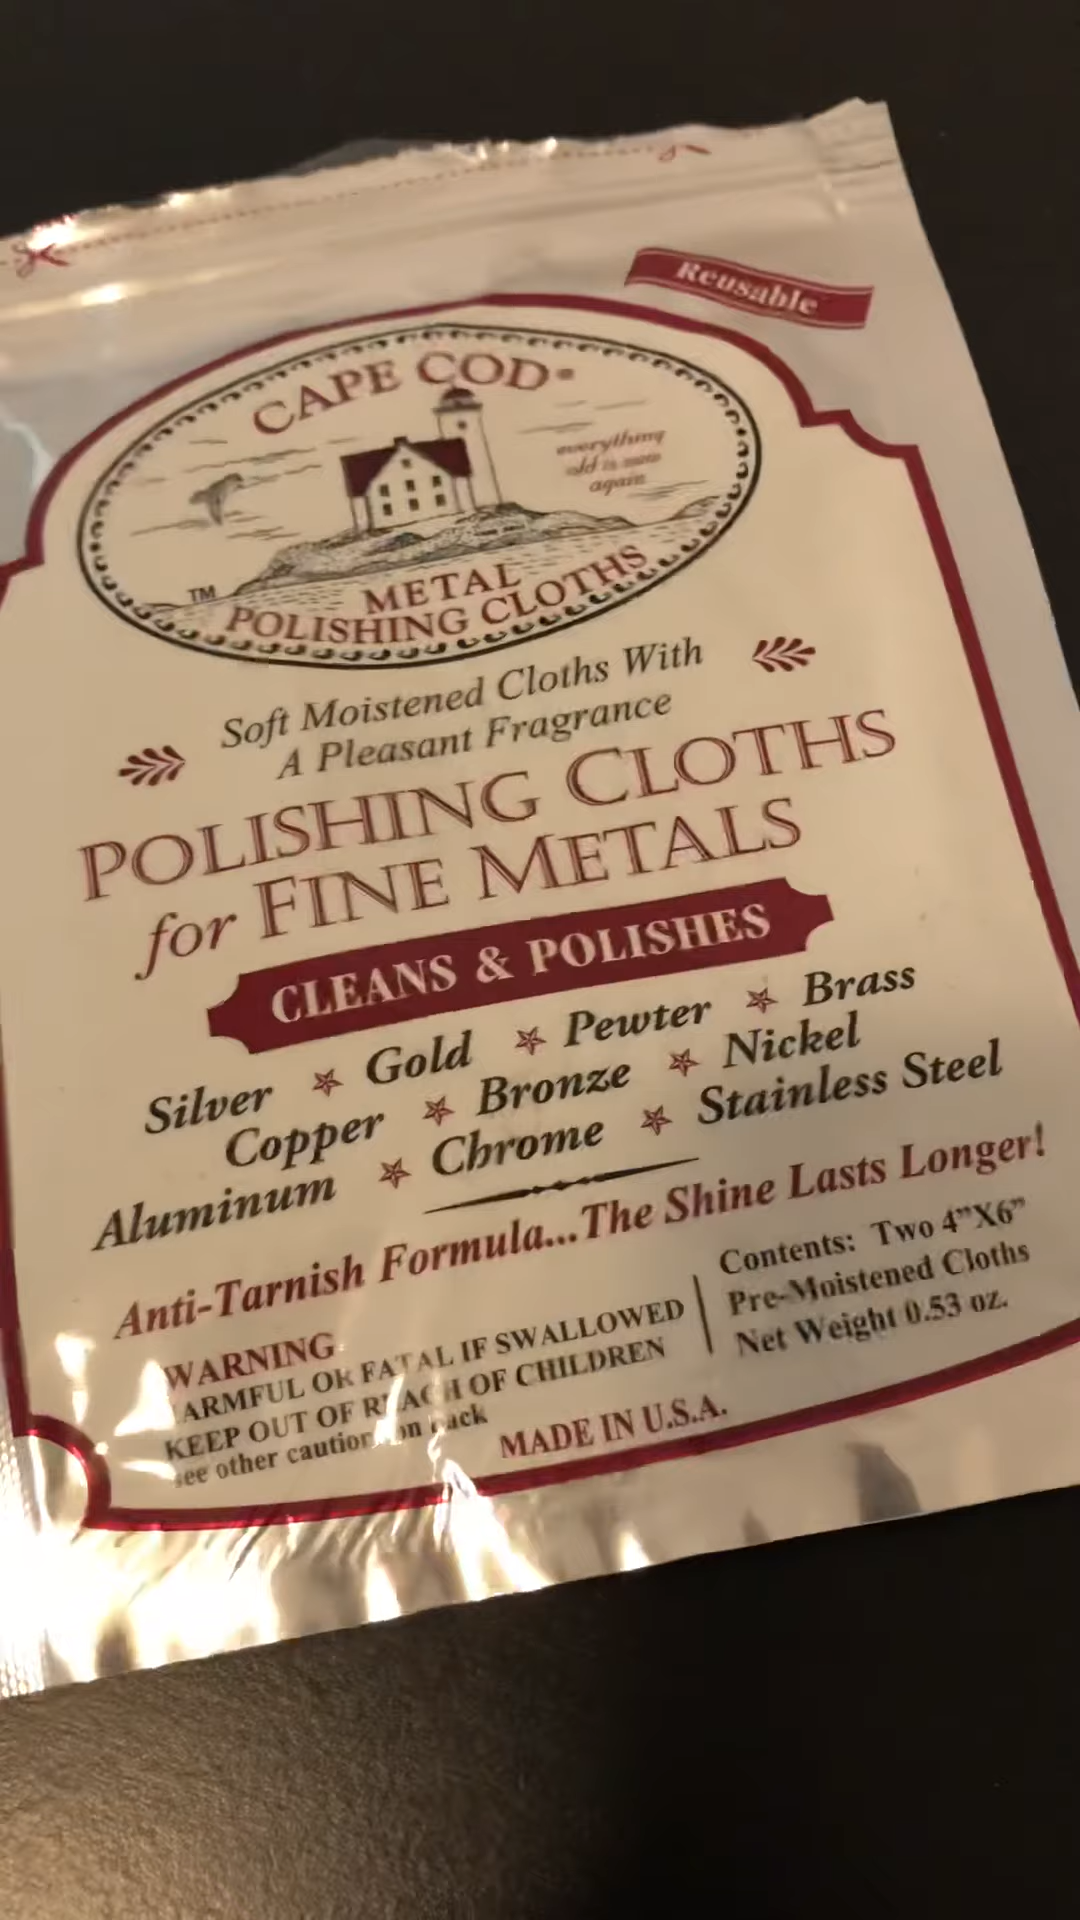 Reusable
CAPE COD®
everything
old is new
again
TM
METAL
POLISHING CLOTHS
Soft Moistened Cloths With
A Pleasant Fragrance
POLISHING CLOTHS
for FINE METALS
CLEANS & POLISHES
Silver Gold Pewter Brass
Copper Bronze Nickel
Aluminum Chrome Stainless Steel
Anti-Tarnish Formula...The Shine Lasts Longer!
WARNING
HARMFUL OR FATAL IF SWALLOWED
KEEP OUT OF REACH OF CHILDREN
see other cautions on back
Contents: Two 4”X6”
Pre-Moistened Cloths
Net Weight 0.53 oz.
MADE IN U.S.A.